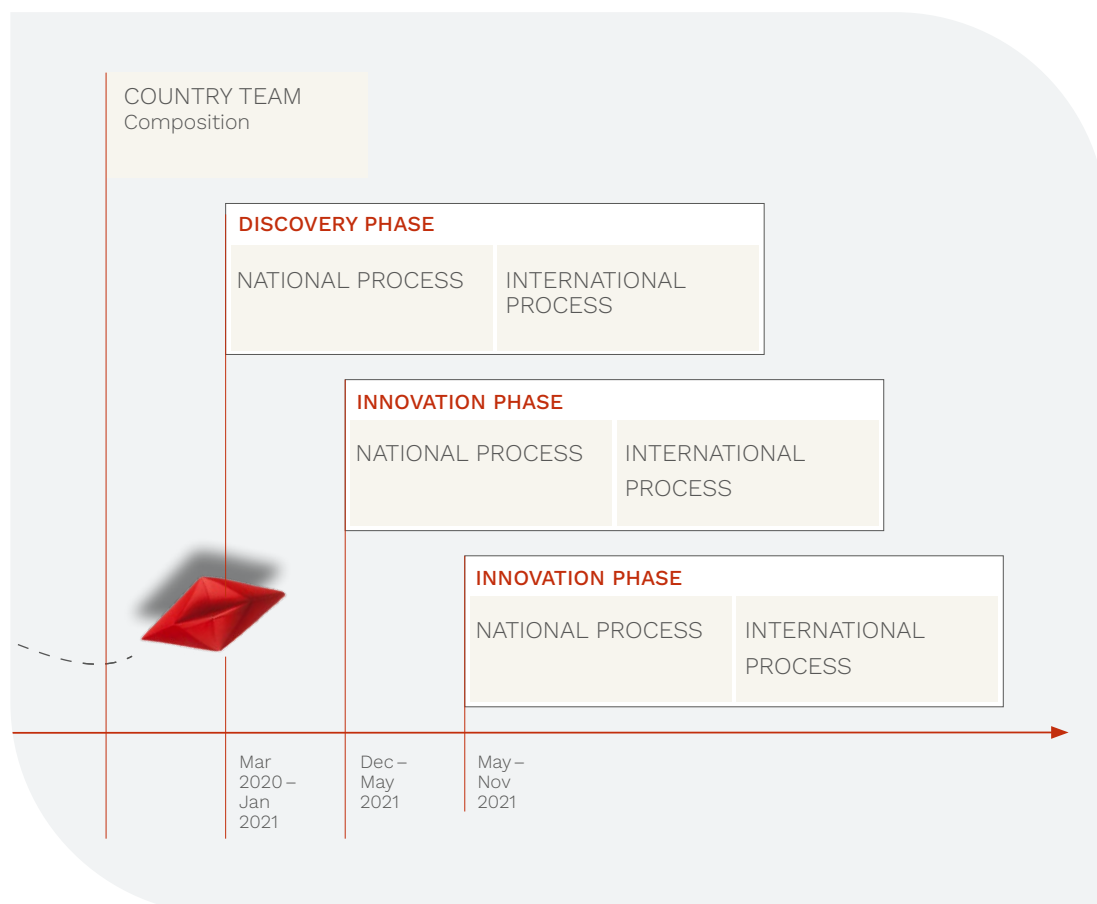 COUNTRY TEAM
Composition
DISCOVERY PHASE
NATIONAL PROCESS
INTERNATIONAL
PROCESS
INNOVATION PHASE
NATIONAL PROCESS
INTERNATIONAL
PROCESS
INNOVATION PHASE
NATIONAL PROCESS
INTERNATIONAL
PROCESS
Mar
2020 –
Jan
2021
Dec –
May
2021
May –
Nov
2021